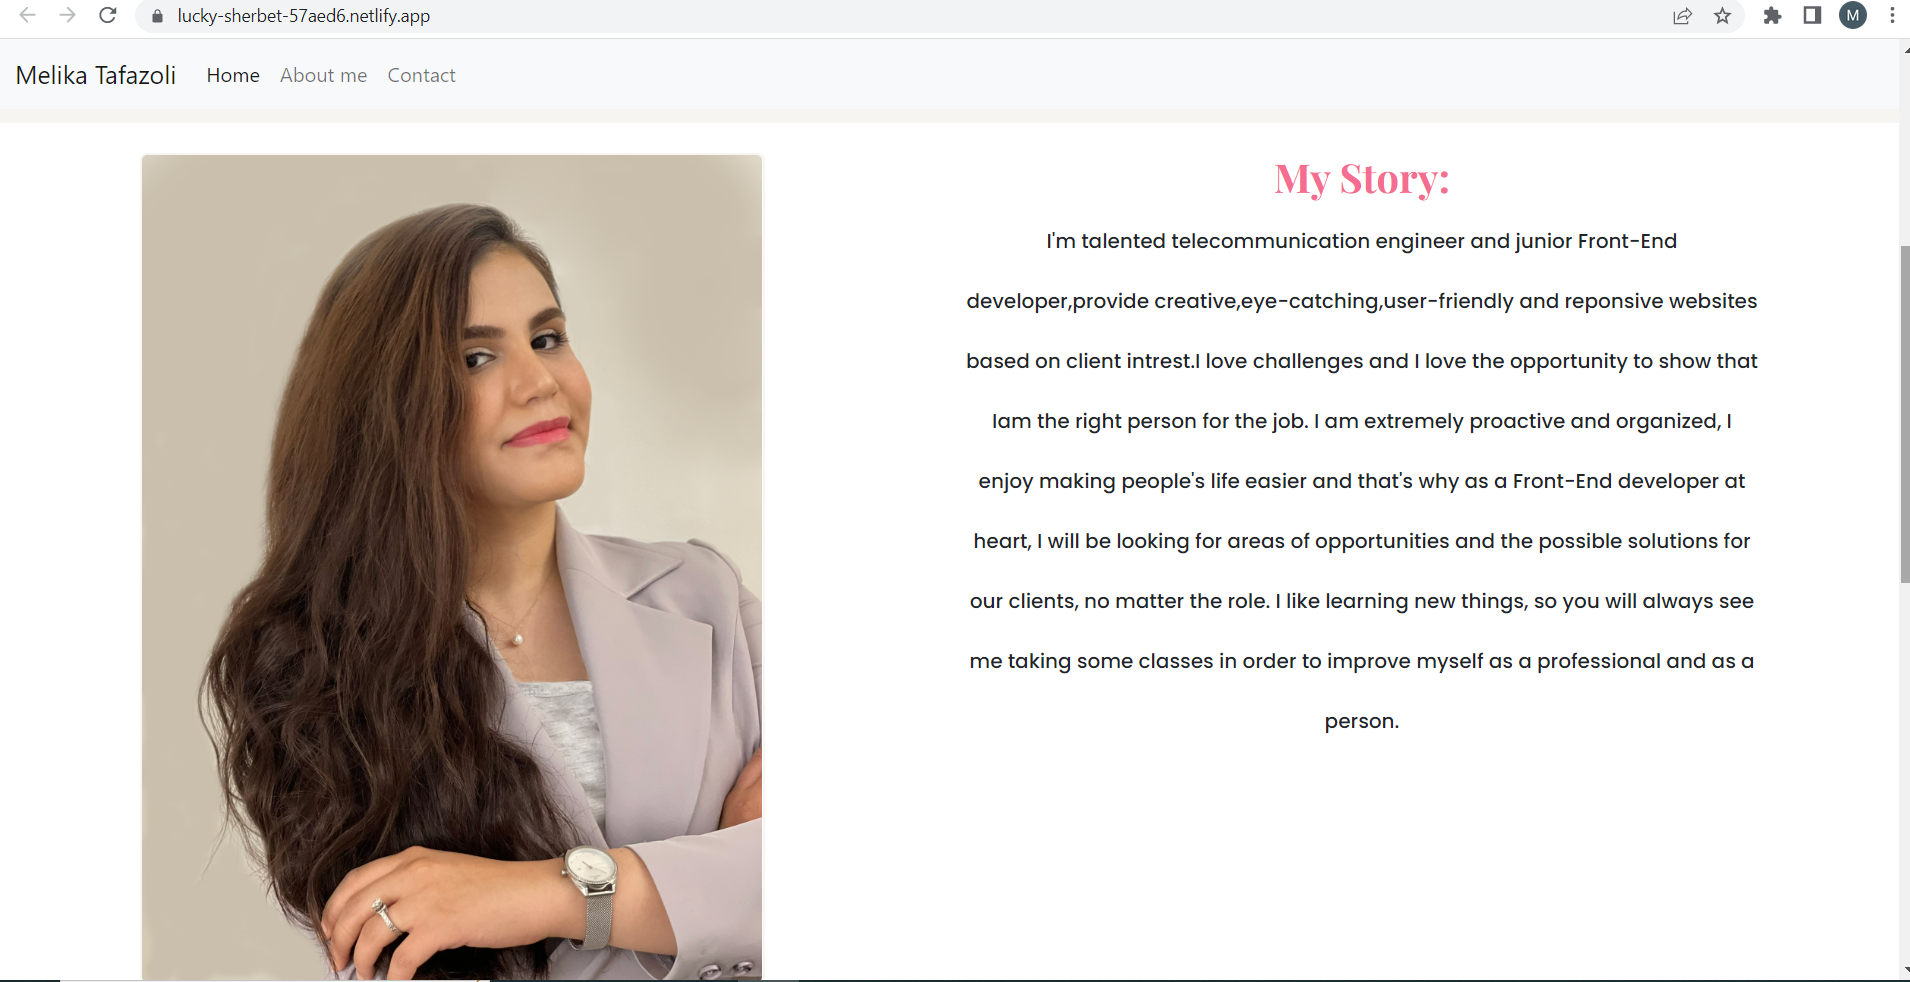 lucky-sherbet-57aed6.netlify.app
M
Melika Tafazoli Home About me Contact
My Story:
I'm talented telecommunication engineer and junior Front-End
developer,provide creative,eye-catching,user-friendly and reponsive websites
based on client intrest.I love challenges and I love the opportunity to show that
Iam the right person for the job. I am extremely proactive and organized, I
enjoy making people's life easier and that's why as a Front-End developer at
heart, I will be looking for areas of opportunities and the possible solutions for
our clients, no matter the role. I like learning new things, so you will always see
me taking some classes in order to improve myself as a professional and as a
person.